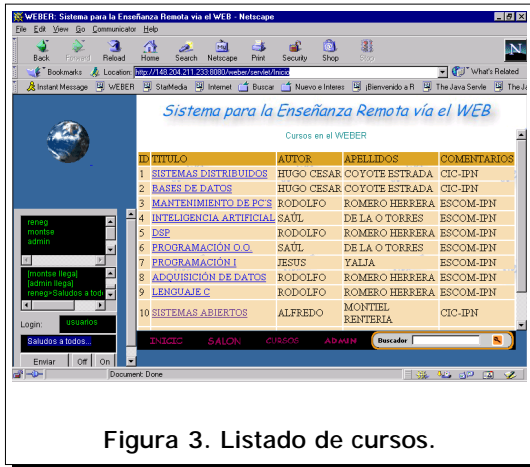 WEBER: Sistema para la Enseñanza Remota via el WEB - Netscape
File Edit View Go Communicator Help
Back Forward Reload Home Search Netscape Print Security Shop Stop
Bookmarks Location: http://148.204.211.233:8080/weber/servlet/Inicio What's Related
Instant Message WEBER StarMedia Internet Buscar Nuevo e Interes ¡Bienvenido a R The Java Servle The Ja
Sistema para la Enseñanza Remota vía el WEB
Cursos en el WEBER
ID TITULO AUTOR APELLIDOS COMENTARIOS
1 SISTEMAS DISTRIBUIDOS HUGO CESAR COYOTE ESTRADA CIC-IPN
2 BASES DE DATOS HUGO CESAR COYOTE ESTRADA CIC-IPN
3 MANTENIMIENTO DE PC'S RODOLFO ROMERO HERRERA ESCOM-IPN
4 INTELIGENCIA ARTIFICIAL SAÚL DE LA O TORRES ESCOM-IPN
5 DSP RODOLFO ROMERO HERRERA ESCOM-IPN
6 PROGRAMACIÓN O.O. SAÚL DE LA O TORRES ESCOM-IPN
7 PROGRAMACIÓN I JESUS YALJA ESCOM-IPN
8 ADQUISICIÓN DE DATOS RODOLFO ROMERO HERRERA ESCOM-IPN
9 LENGUAJE C RODOLFO ROMERO HERRERA ESCOM-IPN
10 SISTEMAS ABIERTOS ALFREDO MONTIEL RENTERIA CIC-IPN
reneg
montse
admin
[montse llega]
[admin llega]
reneg>Saludos a todo
Login: usuarios
Saludos a todos...
Enviar Off On
INICIO SALON CURSOS ADMIN Buscador
Document: Done
Figura 3. Listado de cursos.